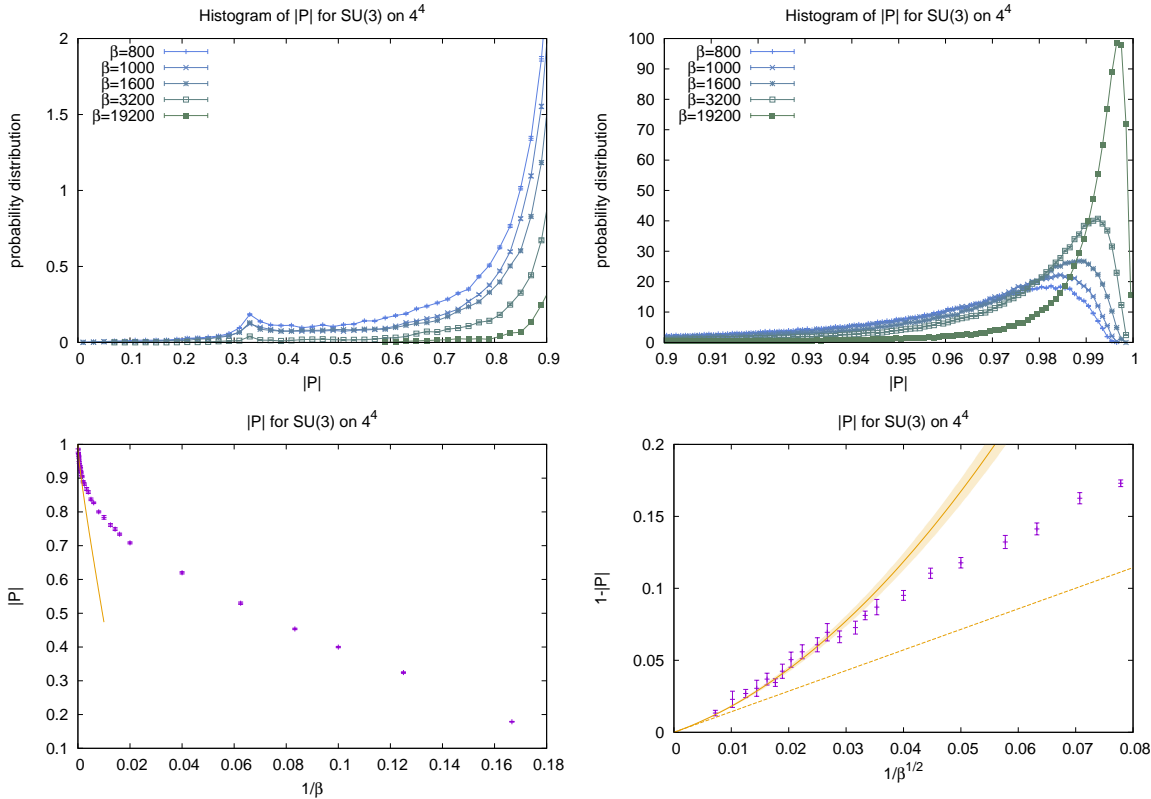 Histogram of |P| for SU(3) on 4^4
probability distribution
2
1.5
1
0.5
0
β=800
β=1000
β=1600
β=3200
β=19200
0 0.1 0.2 0.3 0.4 0.5 0.6 0.7 0.8 0.9
|P|
Histogram of |P| for SU(3) on 4^4
probability distribution
100
90
80
70
60
50
40
30
20
10
0
β=800
β=1000
β=1600
β=3200
β=19200
0.9 0.91 0.92 0.93 0.94 0.95 0.96 0.97 0.98 0.99 1
|P|
|P| for SU(3) on 4^4
|P|
1
0.9
0.8
0.7
0.6
0.5
0.4
0.3
0.2
0.1
0 0.02 0.04 0.06 0.08 0.1 0.12 0.14 0.16 0.18
1/β
|P| for SU(3) on 4^4
1-|P|
0.2
0.15
0.1
0.05
0
0 0.01 0.02 0.03 0.04 0.05 0.06 0.07 0.08
1/β^1/2